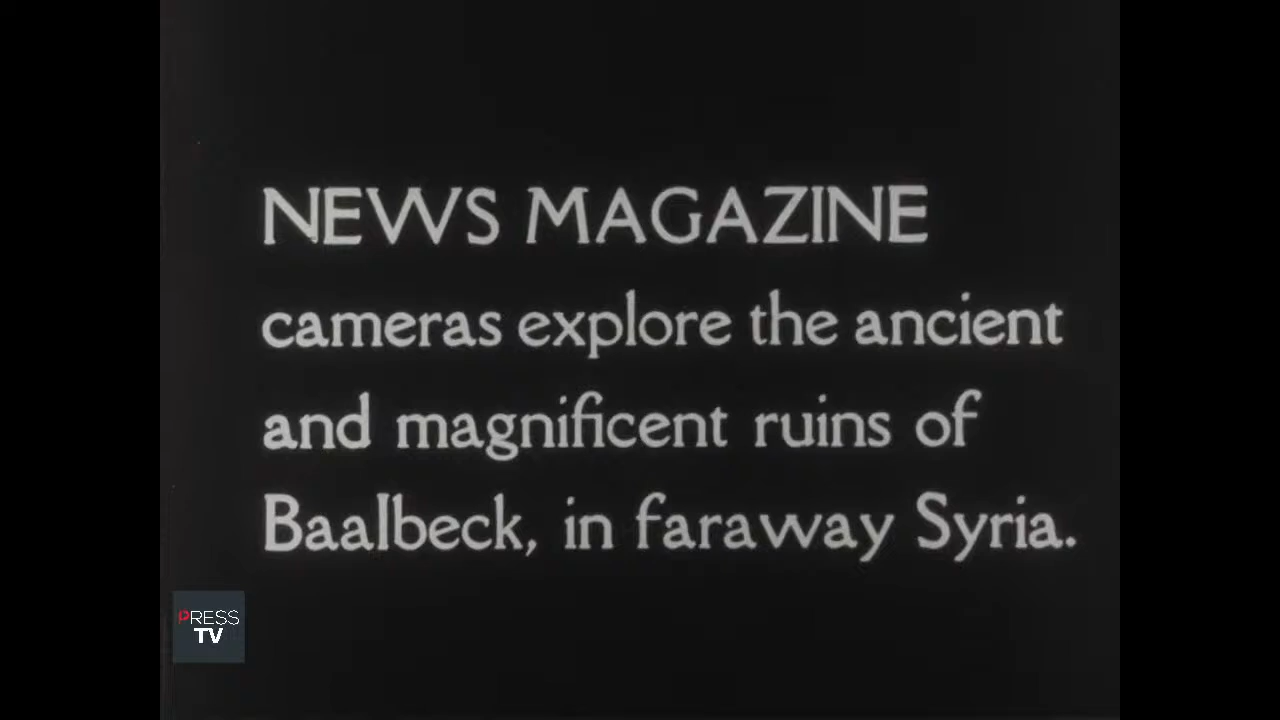 NEWS MAGAZINE
cameras explore the ancient
and magnificent ruins of
Baalbeck, in faraway Syria.
PRESS
TV